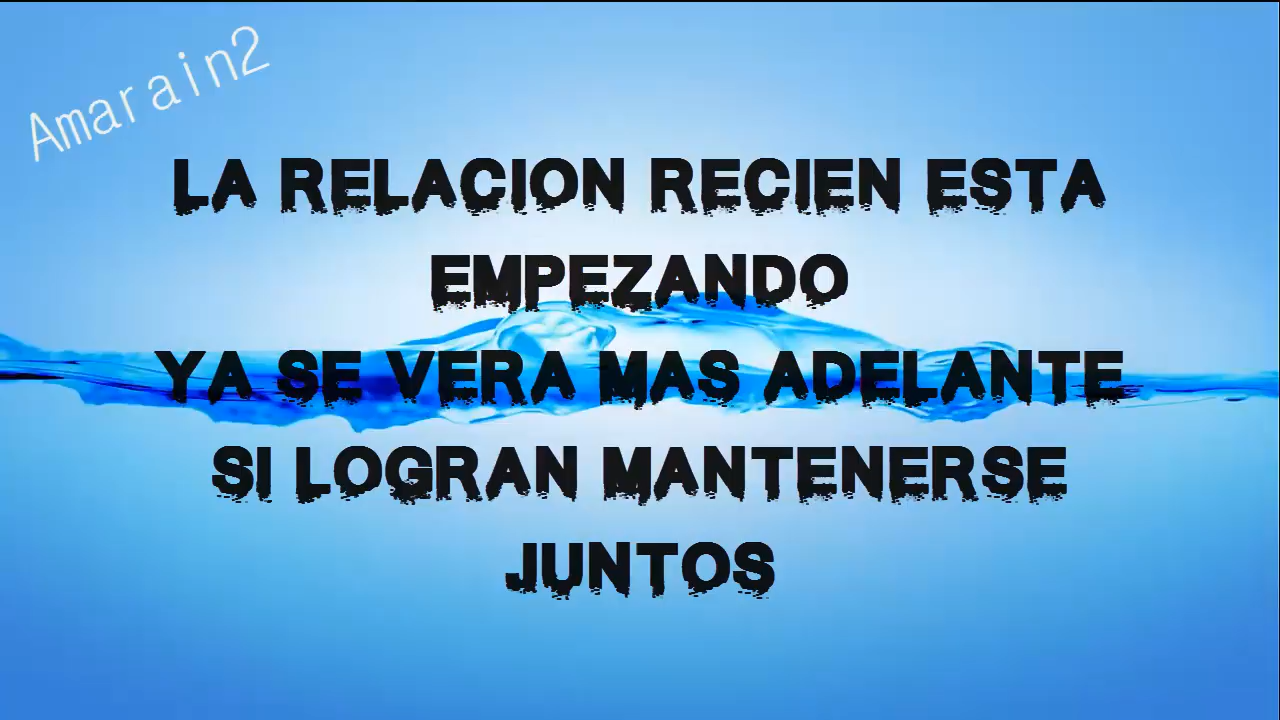 Amarain2
LA RELACION RECIEN ESTA
EMPEZANDO
YA SE VERA MAS ADELANTE
SI LOGRAN MANTENERSE
JUNTOS